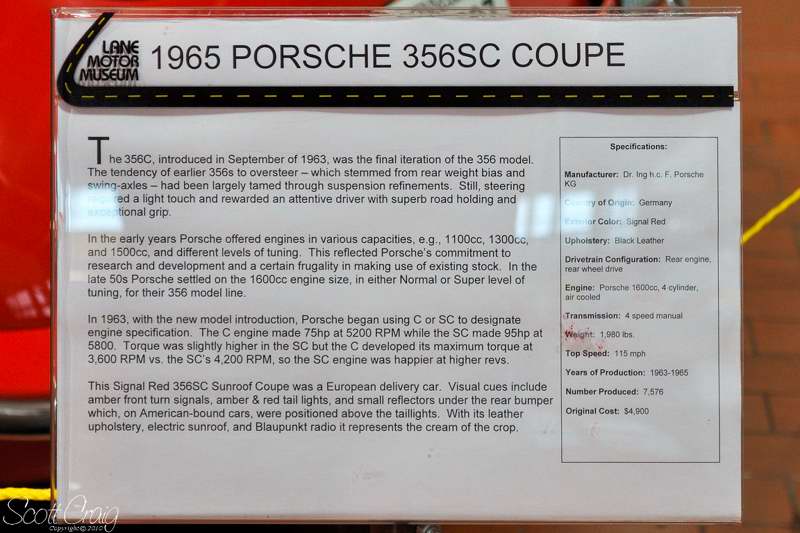 LANE
MOTOR
MUSEUM
1965 PORSCHE 356SC COUPE
The 356C, introduced in September of 1963, was the final iteration of the 356 model.
The tendency of earlier 356s to oversteer – which stemmed from rear weight bias and
swing-axles – had been largely tamed through suspension refinements. Still, steering
required a light touch and rewarded an attentive driver with superb road holding and
exceptional grip.
In the early years Porsche offered engines in various capacities, e.g., 1100cc, 1300cc,
and 1500cc, and different levels of tuning. This reflected Porsche's commitment to
research and development and a certain frugality in making use of existing stock. In the
late 50s Porsche settled on the 1600cc engine size, in either Normal or Super level of
tuning, for their 356 model line.
In 1963, with the new model introduction, Porsche began using C or SC to designate
engine specification. The C engine made 75hp at 5200 RPM while the SC made 95hp at
5800. Torque was slightly higher in the SC but the C developed its maximum torque at
3,600 RPM vs. the SC's 4,200 RPM, so the SC engine was happier at higher revs.
This Signal Red 356SC Sunroof Coupe was a European delivery car. Visual cues include
amber front turn signals, amber & red tail lights, and small reflectors under the rear bumper
which, on American-bound cars, were positioned above the taillights. With its leather
upholstery, electric sunroof, and Blaupunkt radio it represents the cream of the crop.
Specifications:
Manufacturer: Dr. Ing h.c. F. Porsche
KG
Country of Origin: Germany
Exterior Color: Signal Red
Upholstery: Black Leather
Drivetrain Configuration: Rear engine,
rear wheel drive
Engine: Porsche 1600cc, 4 cylinder,
air cooled
Transmission: 4 speed manual
Weight: 1,980 lbs.
Top Speed: 115 mph
Years of Production: 1963-1965
Number Produced: 7,576
Original Cost: $4,900
Scott Craig
Copyright © 2010